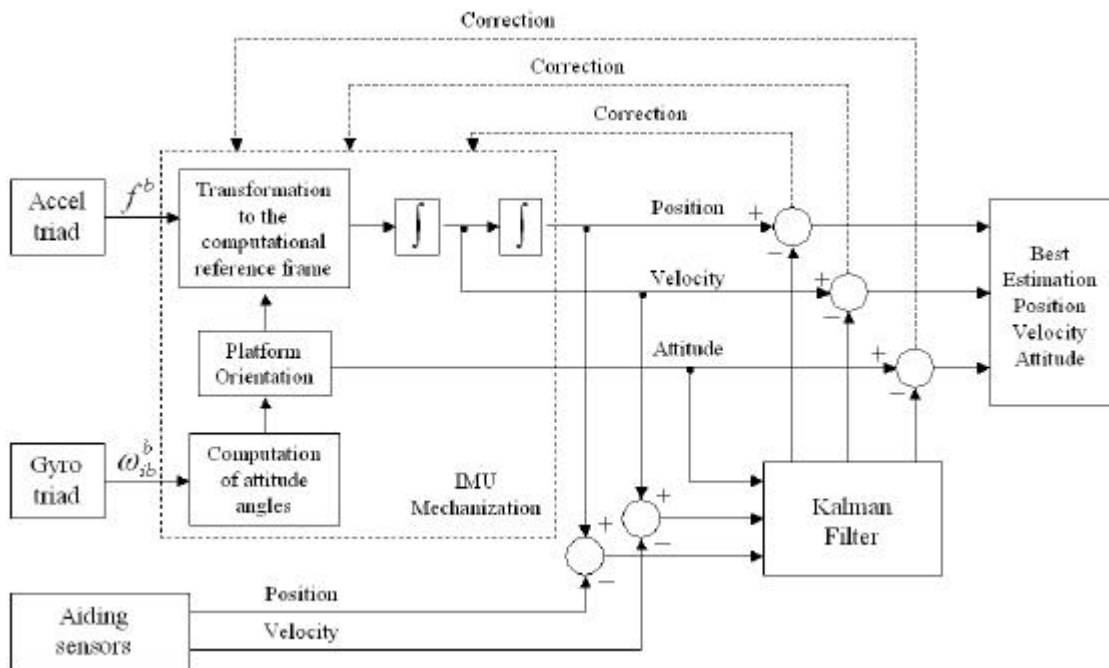 Correction
Correction
Correction
Accel
triad
f^b
Transformation
to the
computational
reference frame
∫
∫
Position
+
−
Velocity
+
−
Attitude
+
−
Best
Estimation
Position
Velocity
Attitude
Platform
Orientation
Gyro
triad
ω_ib^b
Computation
of attitude
angles
IMU
Mechanization
+
−
+
−
Kalman
Filter
Aiding
sensors
Position
Velocity